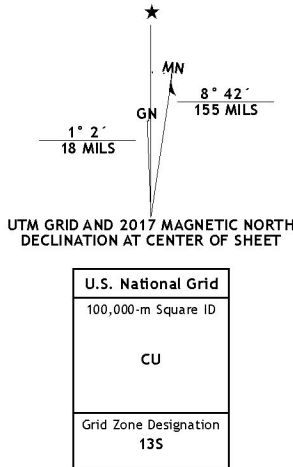 ★
MN
8° 42´
155 MILS
GN
1° 2´
18 MILS
UTM GRID AND 2017 MAGNETIC NORTH
DECLINATION AT CENTER OF SHEET
U.S. National Grid
100,000-m Square ID
CU
Grid Zone Designation
13S